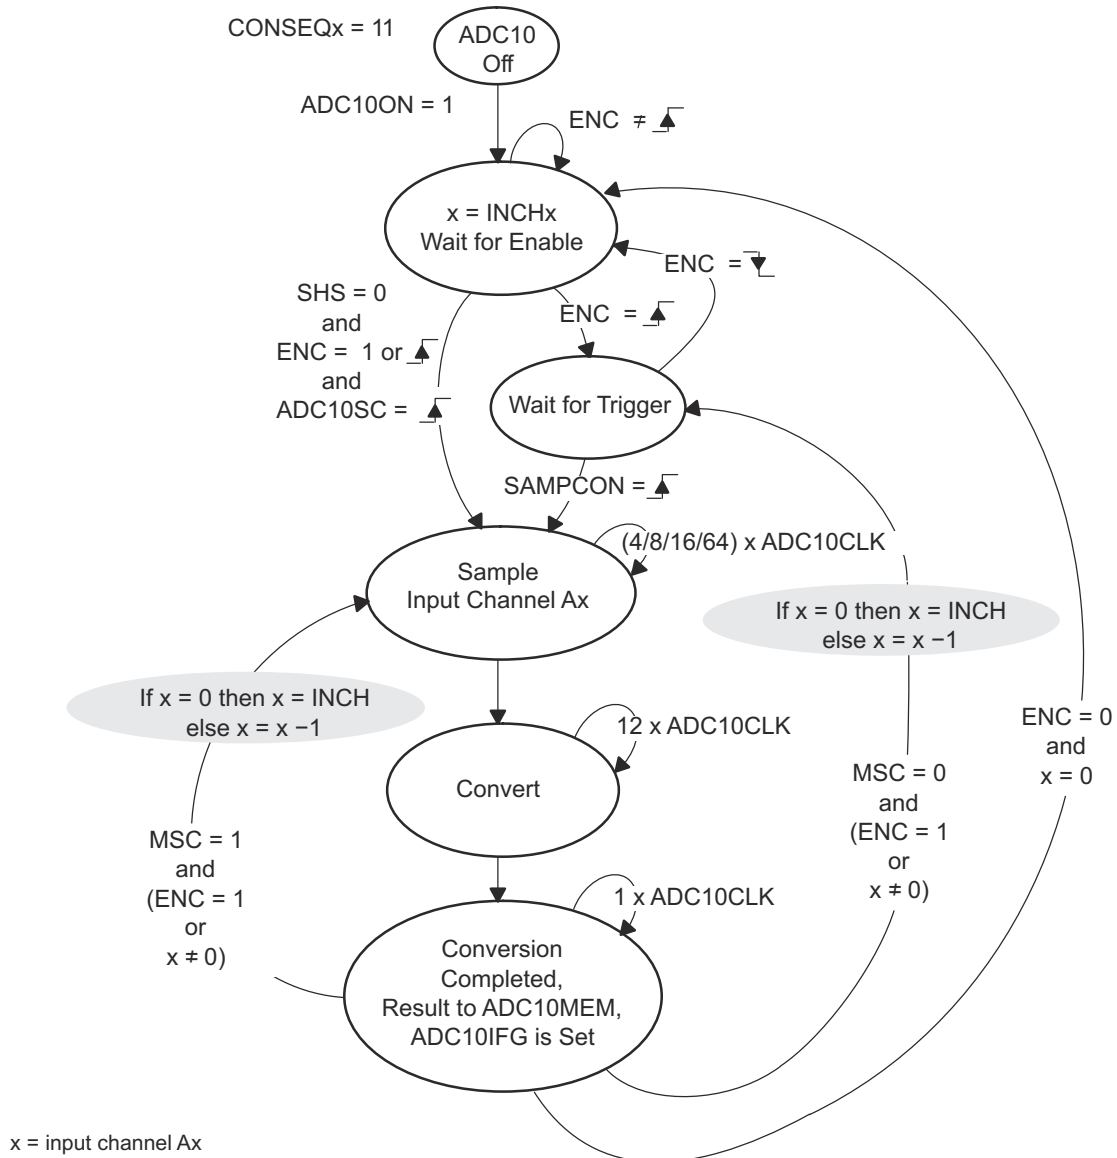 CONSEQx = 11
ADC10
Off
ADC10ON = 1
ENC ≠
x = INCHx
Wait for Enable
ENC =
SHS = 0
and
ENC = 1 or
and
ADC10SC =
ENC =
Wait for Trigger
SAMPCON =
(4/8/16/64) x ADC10CLK
Sample
Input Channel Ax
If x = 0 then x = INCH
else x = x −1
If x = 0 then x = INCH
else x = x −1
12 x ADC10CLK
Convert
ENC = 0
and
x = 0
MSC = 0
and
(ENC = 1
or
x ≠ 0)
MSC = 1
and
(ENC = 1
or
x ≠ 0)
1 x ADC10CLK
Conversion
Completed,
Result to ADC10MEM,
ADC10IFG is Set
x = input channel Ax